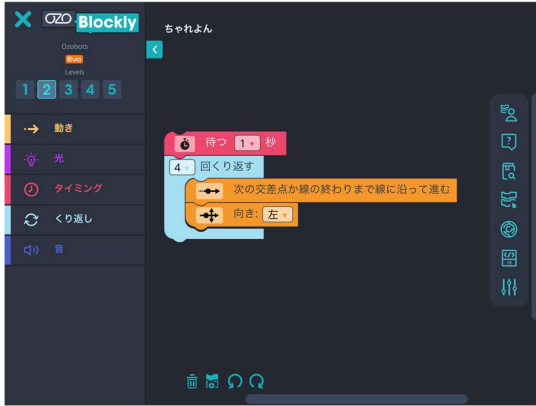 OZO Blockly
ちゃれよん
Ozobots
Evo
Levels
1 2 3 4 5
動き
光
タイミング
くり返し
音
待つ 1 秒
4 回くり返す
次の交差点か線の終わりまで線に沿って進む
向き: 左
JS